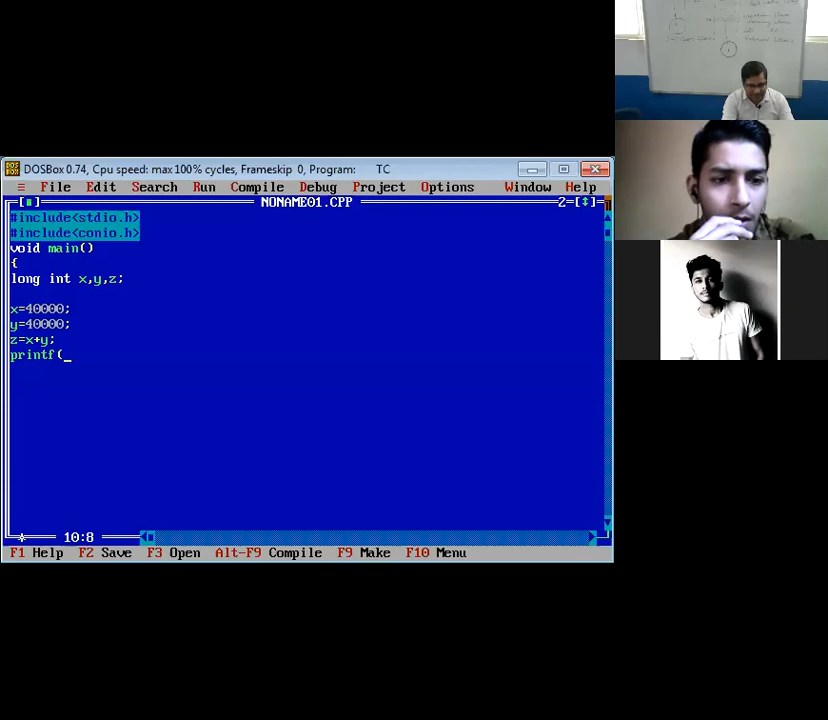 DOSBox 0.74, Cpu speed: max 100% cycles, Frameskip 0, Program: TC
≡ File Edit Search Run Compile Debug Project Options Window Help
[■] NONAME01.CPP 2=[↕]
#include<stdio.h>
#include<conio.h>
void main()
{
long int x,y,z;
x=40000;
y=40000;
z=x+y;
printf(_
* 10:8
F1 Help F2 Save F3 Open Alt-F9 Compile F9 Make F10 Menu